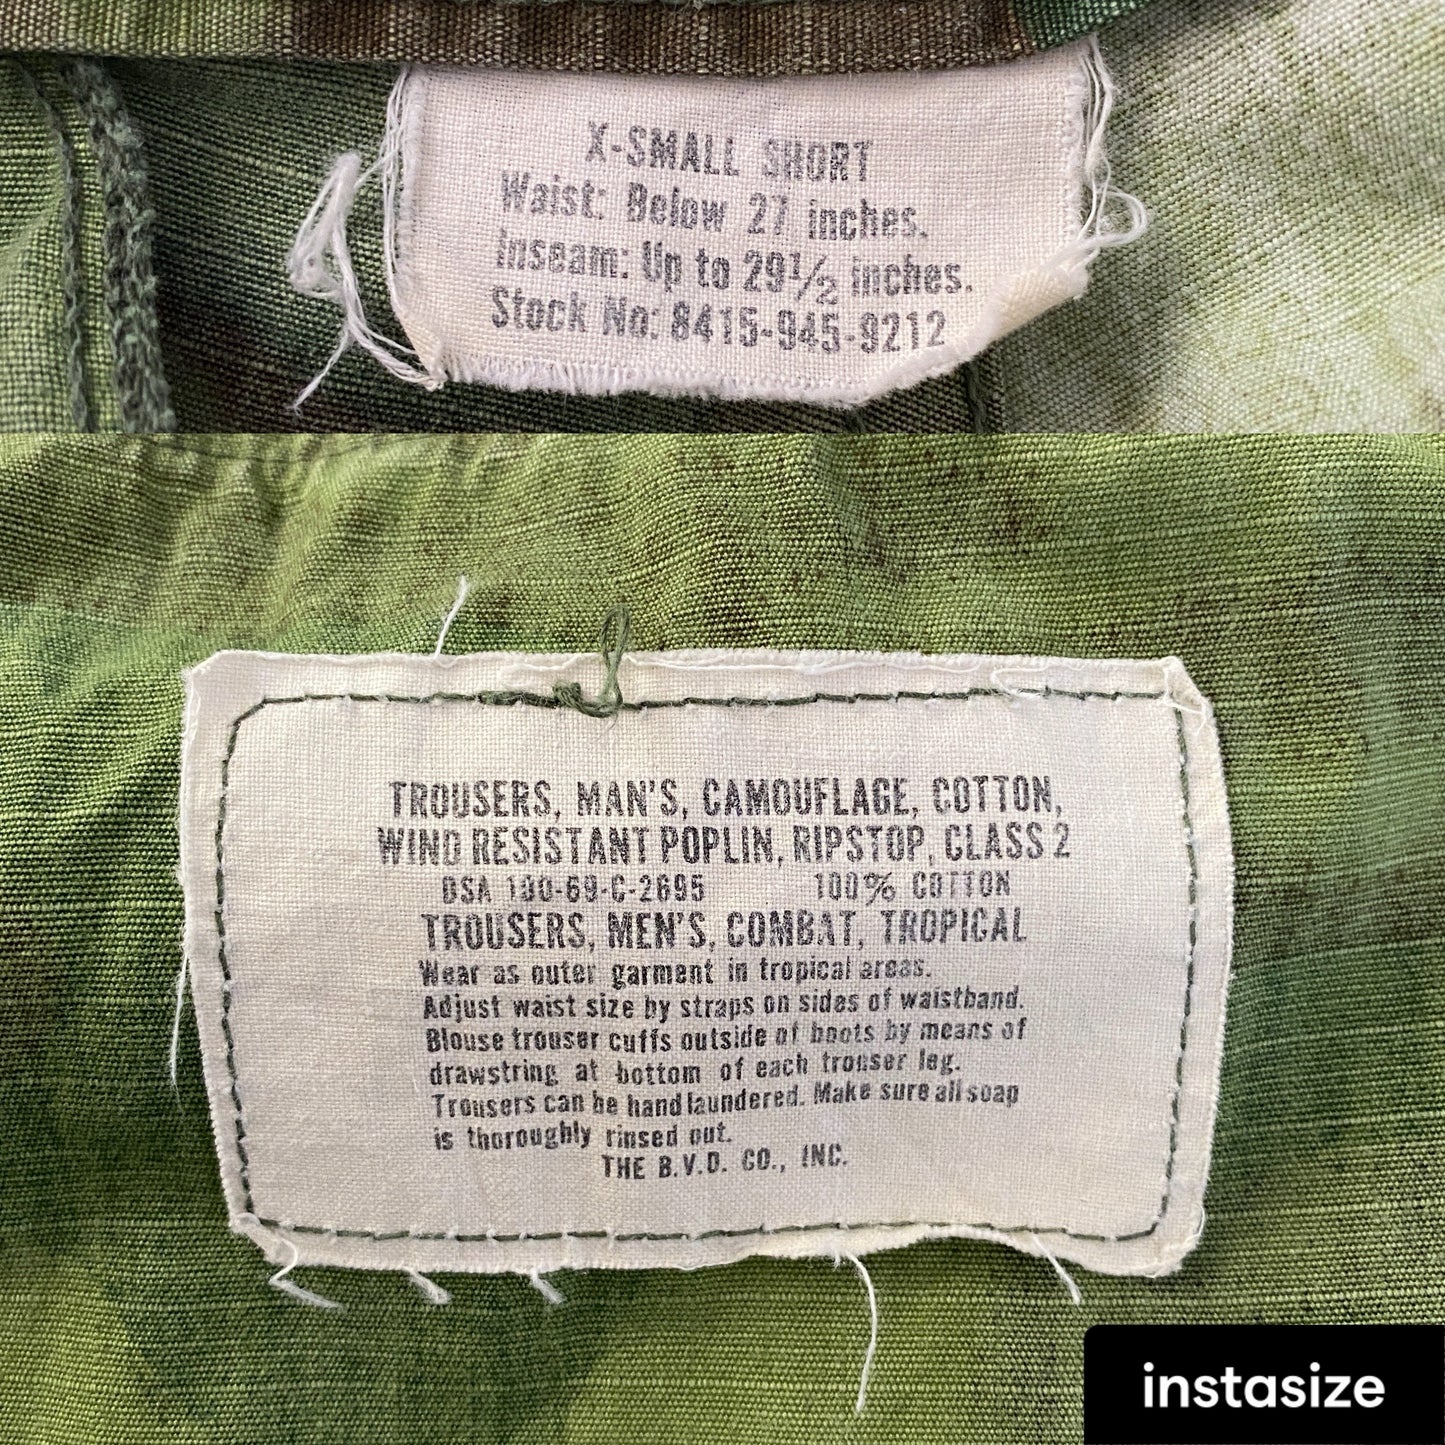 X-SMALL SHORT
Waist: Below 27 inches.
Inseam: Up to 29½ inches.
Stock No: 8415-945-9212
TROUSERS, MAN'S, CAMOUFLAGE, COTTON,
WIND RESISTANT POPLIN, RIPSTOP, CLASS 2
DSA 100-69-C-2695 100% COTTON
TROUSERS, MEN'S, COMBAT, TROPICAL
Wear as outer garment in tropical areas.
Adjust waist size by straps on sides of waistband.
Blouse trouser cuffs outside of boots by means of
drawstring at bottom of each trouser leg.
Trousers can be hand laundered. Make sure all soap
is thoroughly rinsed out.
THE B.V.D. CO., INC.
instasize